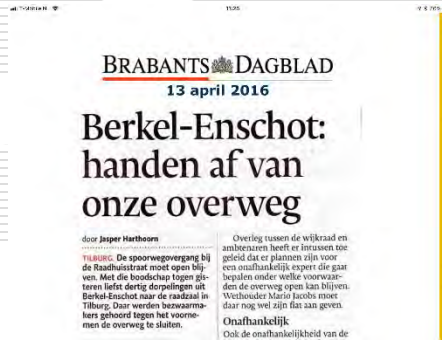 11:25
BRABANTS DAGBLAD
13 april 2016
Berkel-Enschot:
handen af van
onze overweg
door Jasper Harthoorn
TILBURG. De spoorwegovergang bij
de Raadhuisstraat moet open blij-
ven. Met die boodschap togen gis-
teren liefst dertig dorpelingen uit
Berkel-Enschot naar de raadzaal in
Tilburg. Daar werden bezwaarma-
kers gehoord tegen het voorne-
men de overweg te sluiten.
Overleg tussen de wijkraad en
ambtenaren heeft er intussen toe
geleid dat er plannen zijn voor
een onafhankelijk expert die gaat
bepalen onder welke voorwaar-
den de overweg open kan blijven.
Wethouder Mario Jacobs moet
daar nog wel zijn fiat aan geven.
Onafhankelijk
Ook de onafhankelijkheid van de